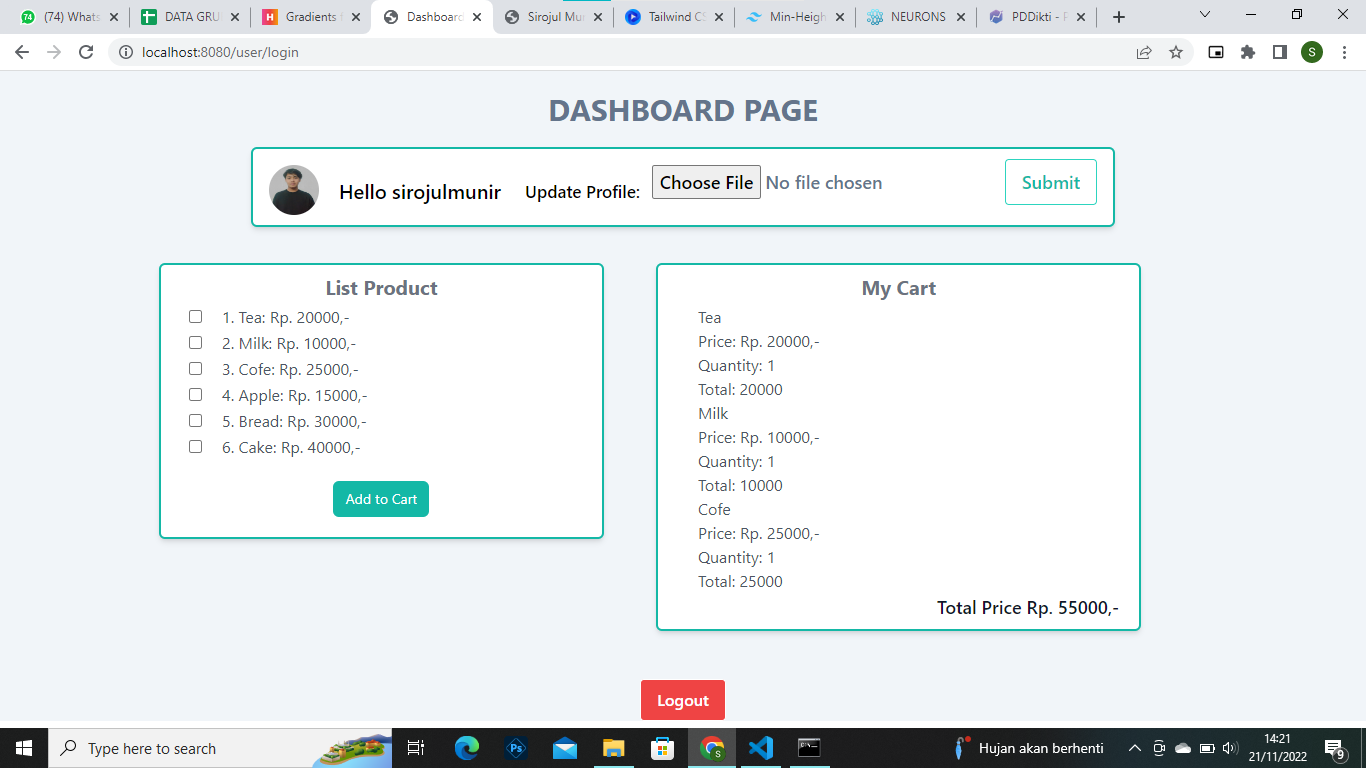 74
(74) Whats
DATA GRU
H
Gradients f
Dashboard
Sirojul Mu
Tailwind CS
Min-Heigh
NEURONS
PDDikti - P
localhost:8080/user/login
S
DASHBOARD PAGE
Hello sirojulmunir
Update Profile:
Choose File
No file chosen
Submit
List Product
1. Tea: Rp. 20000,-
2. Milk: Rp. 10000,-
3. Cofe: Rp. 25000,-
4. Apple: Rp. 15000,-
5. Bread: Rp. 30000,-
6. Cake: Rp. 40000,-
Add to Cart
My Cart
Tea
Price: Rp. 20000,-
Quantity: 1
Total: 20000
Milk
Price: Rp. 10000,-
Quantity: 1
Total: 10000
Cofe
Price: Rp. 25000,-
Quantity: 1
Total: 25000
Total Price Rp. 55000,-
Logout
Type here to search
Ps
S
Hujan akan berhenti
14:21
21/11/2022
9